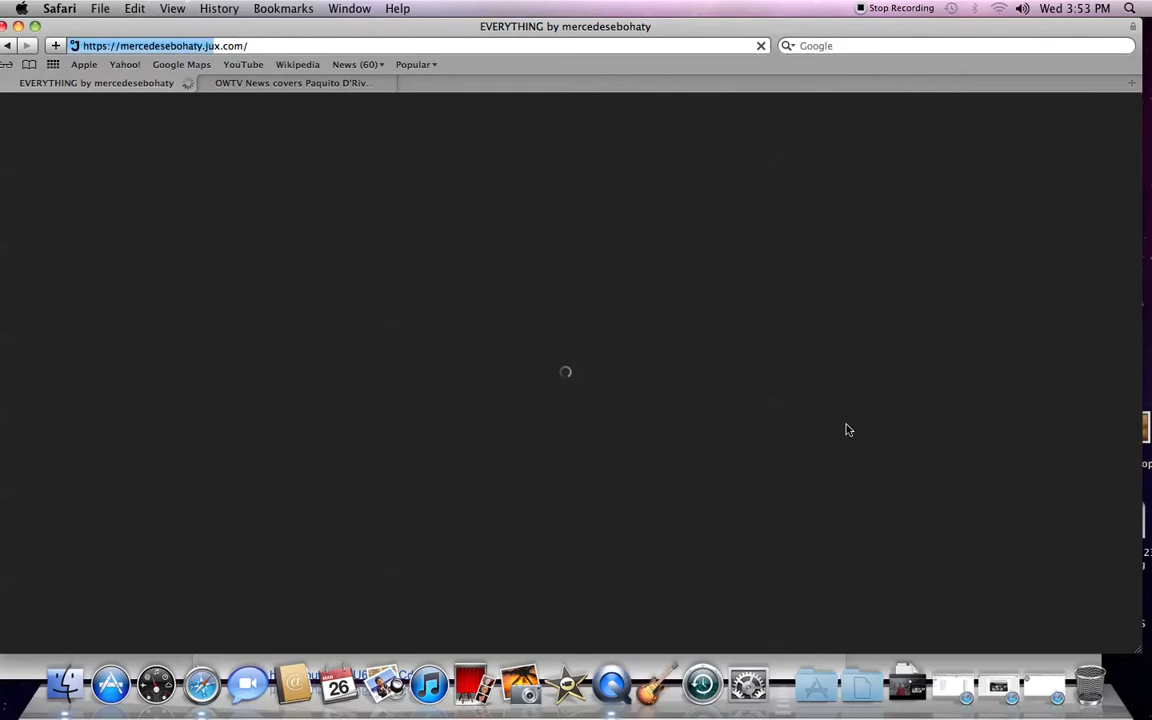 Safari File Edit View History Bookmarks Window Help Stop Recording Wed 3:53 PM
EVERYTHING by mercedesebohaty
https://mercedesebohaty.jux.com/ Google
Apple Yahoo! Google Maps YouTube Wikipedia News (60) Popular
EVERYTHING by mercedesebohaty OWTV News covers Paquito D'Riv...
MAR
26